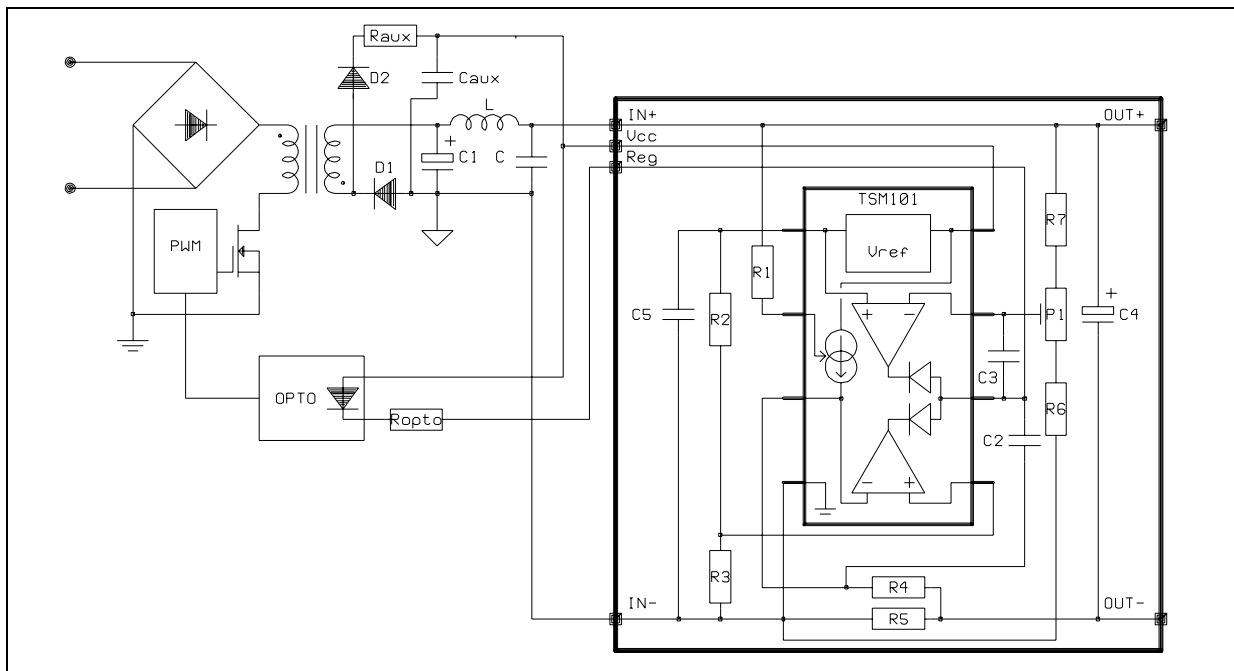 Raux
D2
Caux
L
IN+
OUT+
Vcc
+
C1
C
Reg
D1
TSM101
R7
PWM
Vref
R1
+
-
C5
R2
P1
+
C4
C3
OPTO
Ropto
R6
C2
-
+
R3
R4
IN-
R5
OUT-